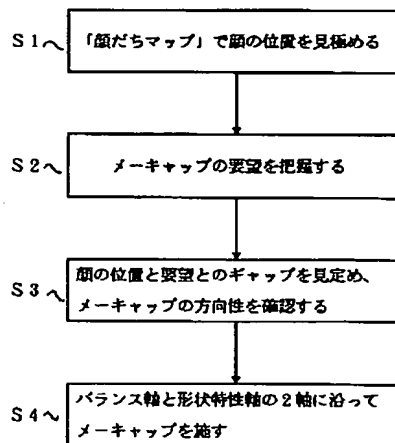 S1 「顔だちマップ」で顔の位置を見極める
S2 メーキャップの要望を把握する
S3 顔の位置と要望とのギャップを見定め、
メーキャップの方向性を確認する
S4 バランス軸と形状特性軸の2軸に沿って
メーキャップを施す